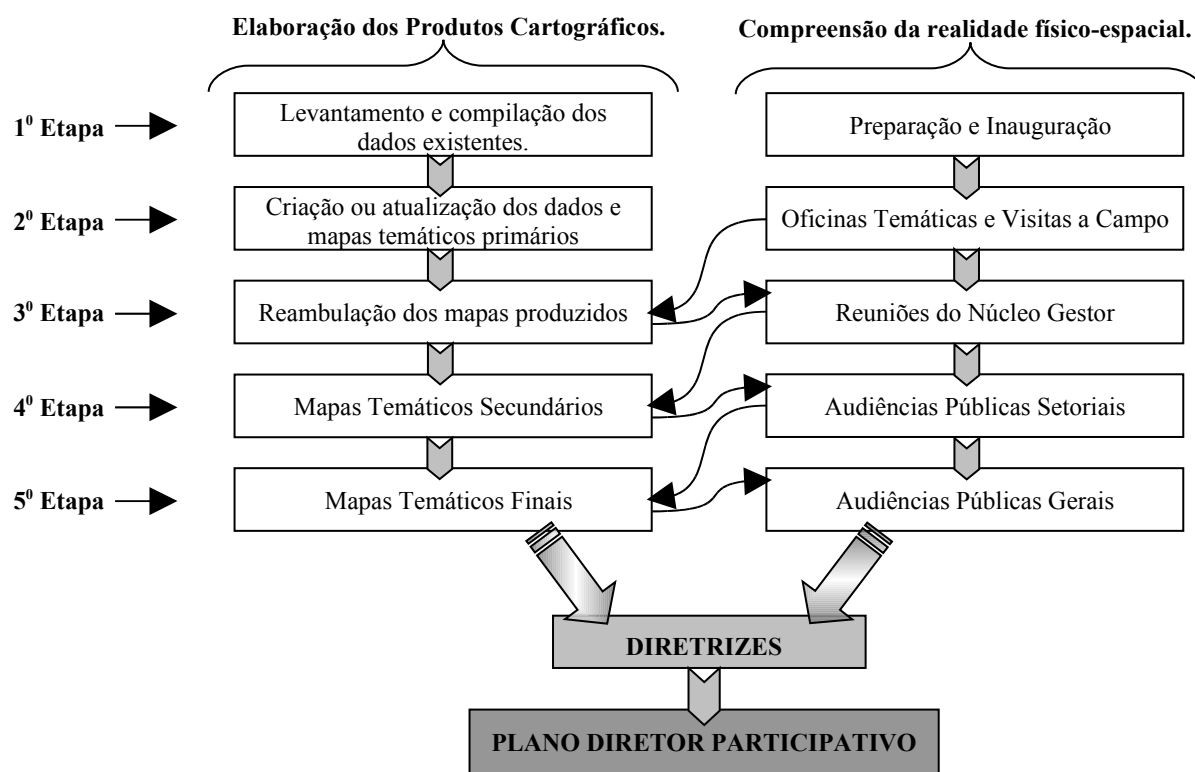 Elaboração dos Produtos Cartográficos.
Compreensão da realidade físico-espacial.
1⁰ Etapa
Levantamento e compilação dos
dados existentes.
Preparação e Inauguração
2⁰ Etapa
Criação ou atualização dos dados e
mapas temáticos primários
Oficinas Temáticas e Visitas a Campo
3⁰ Etapa
Reambulação dos mapas produzidos
Reuniões do Núcleo Gestor
4⁰ Etapa
Mapas Temáticos Secundários
Audiências Públicas Setoriais
5⁰ Etapa
Mapas Temáticos Finais
Audiências Públicas Gerais
DIRETRIZES
PLANO DIRETOR PARTICIPATIVO